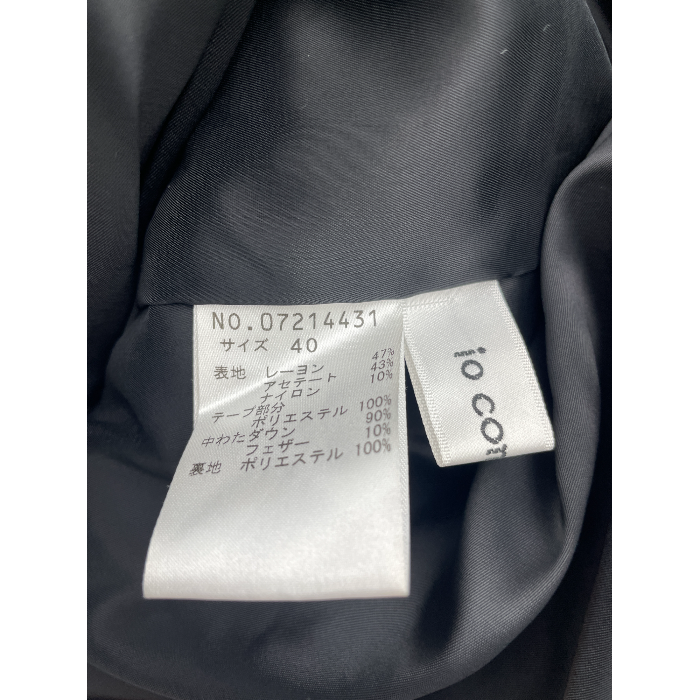 NO.07214431
サイズ 40
表地 レーヨン 47%
アセテート 43%
ナイロン 10%
テープ部分
ポリエステル 100%
中わたダウン 90%
フェザー 10%
裏地 ポリエステル 100%
io co